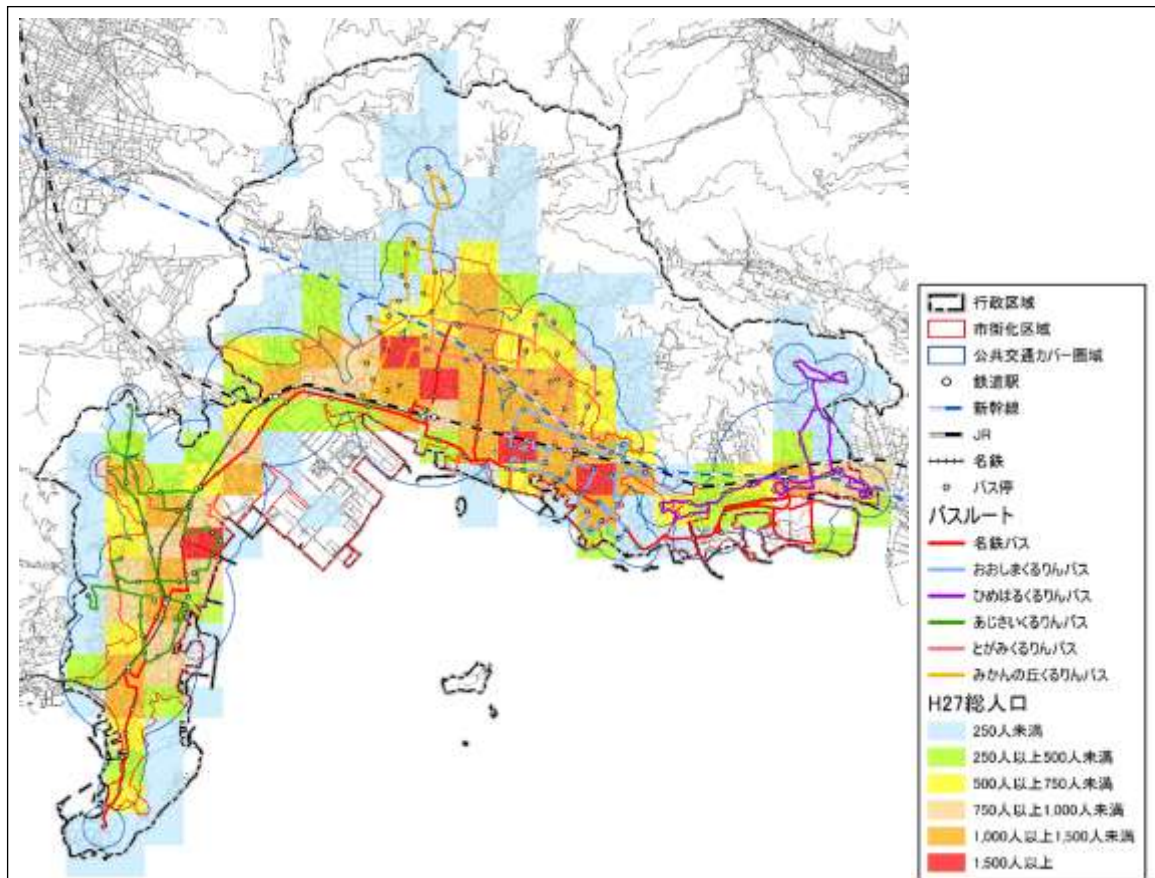 行政区域
市街化区域
公共交通カバー圏域
鉄道駅
新幹線
JR
名鉄
バス停
バスルート
名鉄バス
おおしまくるりんバス
ひめはるくるりんバス
あじさいくるりんバス
とがみくるりんバス
みかんの丘くるりんバス
H27総人口
250人未満
250人以上500人未満
500人以上750人未満
750人以上1,000人未満
1,000人以上1,500人未満
1,500人以上